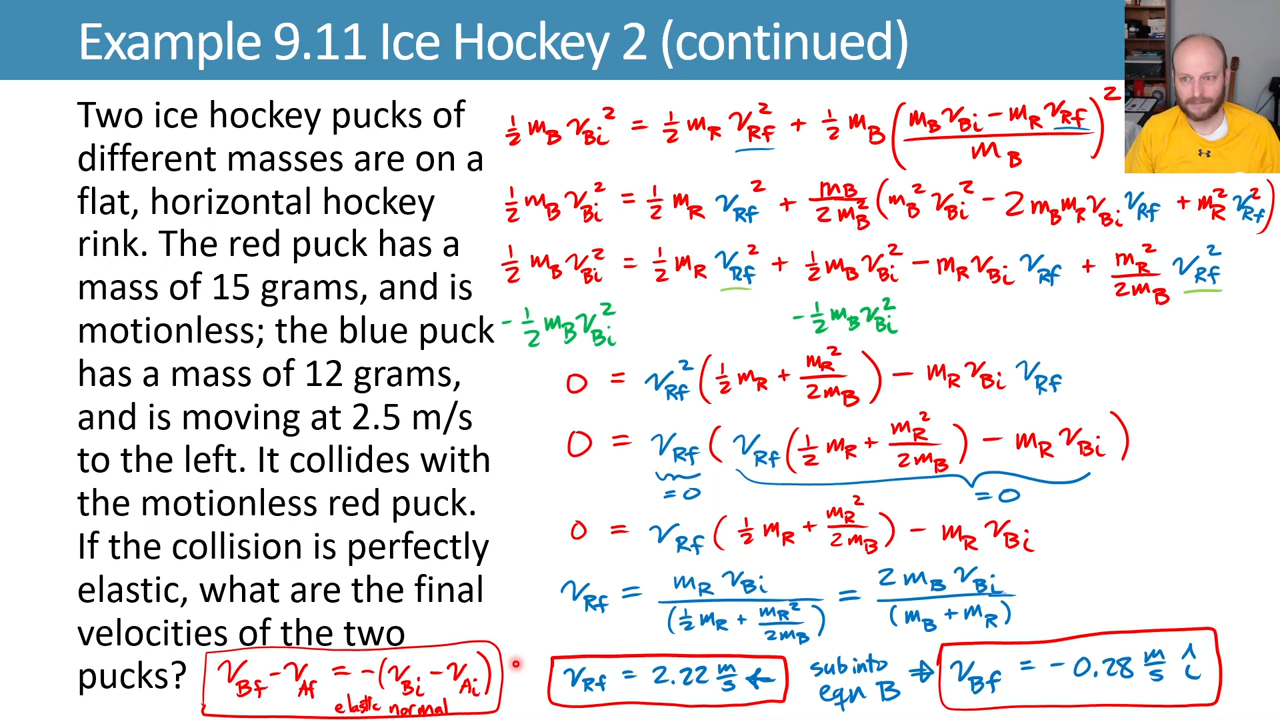 Example 9.11 Ice Hockey 2 (continued)
Two ice hockey pucks of
different masses are on a
flat, horizontal hockey
rink. The red puck has a
mass of 15 grams, and is
motionless; the blue puck
has a mass of 12 grams,
and is moving at 2.5 m/s
to the left. It collides with
the motionless red puck.
If the collision is perfectly
elastic, what are the final
velocities of the two
pucks?
½ m_B v_Bi² = ½ m_R v_Rf² + ½ m_B ((m_B v_Bi − m_R v_Rf)/m_B)²
½ m_B v_Bi² = ½ m_R v_Rf² + m_B/(2m_B²) (m_B² v_Bi² − 2 m_B m_R v_Bi v_Rf + m_R² v_Rf²)
½ m_B v_Bi² = ½ m_R v_Rf² + ½ m_B v_Bi² − m_R v_Bi v_Rf + m_R²/(2m_B) v_Rf²
−½ m_B v_Bi² −½ m_B v_Bi²
0 = v_Rf² (½ m_R + m_R²/(2m_B)) − m_R v_Bi v_Rf
0 = v_Rf (v_Rf (½ m_R + m_R²/(2m_B)) − m_R v_Bi)
=0 =0
0 = v_Rf (½ m_R + m_R²/(2m_B)) − m_R v_Bi
v_Rf = m_R v_Bi/(½ m_R + m_R²/(2m_B)) = 2 m_B v_Bi/(m_B + m_R)
v_Bf − v_Af = −(v_Bi − v_Ai)
elastic normal
v_Rf = 2.22 m/s ←
sub into
eqn B ⇒
v_Bf = −0.28 m/s î